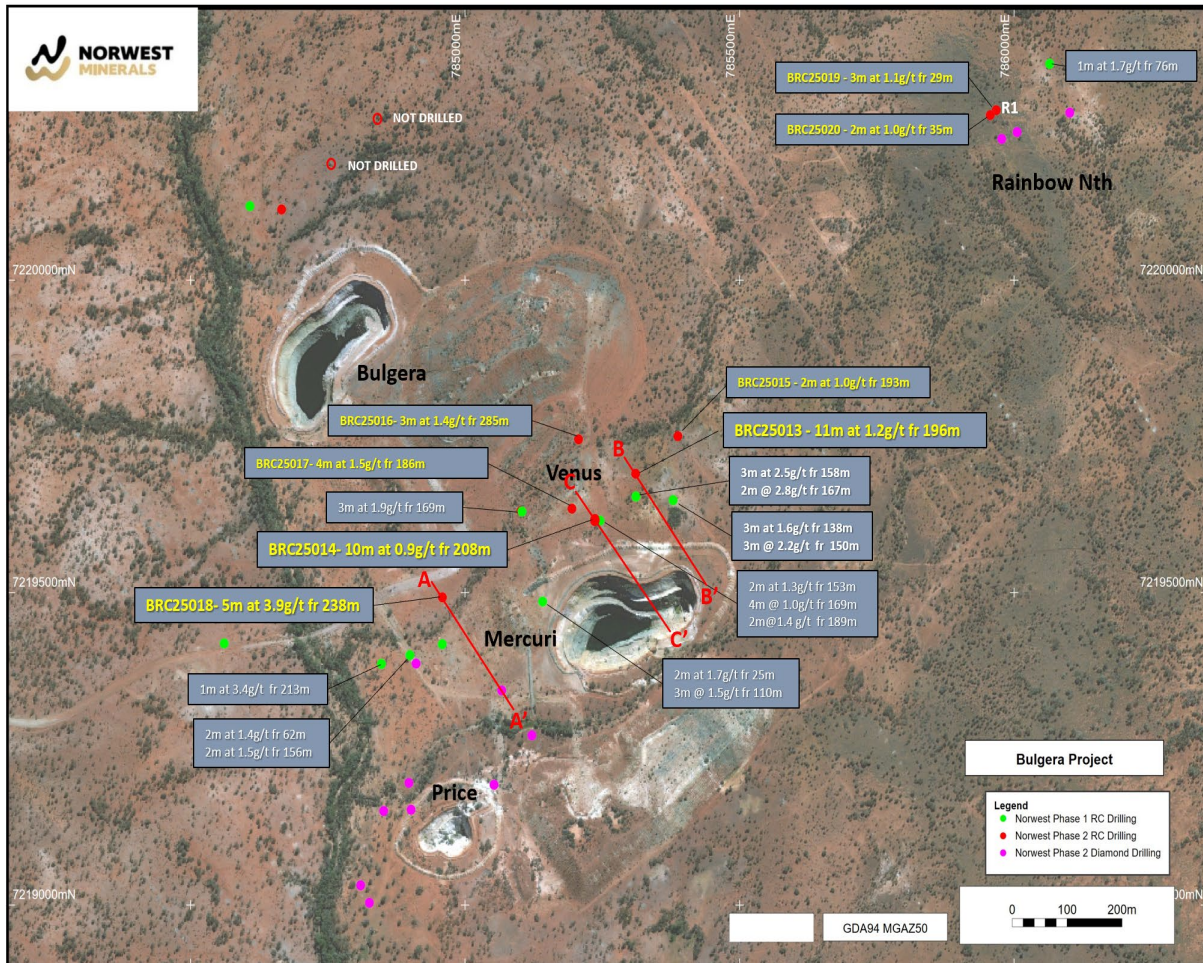 NORWEST
MINERALS
785000mE
785500mE
786000mE
1m at 1.7g/t fr 76m
BRC25019 - 3m at 1.1g/t fr 29m
R1
BRC25020 - 2m at 1.0g/t fr 35m
NOT DRILLED
NOT DRILLED
Rainbow Nth
7220000mN
7220000mN
Bulgera
BRC25015 - 2m at 1.0g/t fr 193m
BRC25016- 3m at 1.4g/t fr 285m
BRC25013 - 11m at 1.2g/t fr 196m
B
BRC25017- 4m at 1.5g/t fr 186m
Venus
C
3m at 2.5g/t fr 158m
2m @ 2.8g/t fr 167m
3m at 1.9g/t fr 169m
3m at 1.6g/t fr 138m
3m @ 2.2g/t fr 150m
BRC25014- 10m at 0.9g/t fr 208m
7219500mN
7219500mN
A
B'
BRC25018- 5m at 3.9g/t fr 238m
2m at 1.3g/t fr 153m
4m @ 1.0g/t fr 169m
2m@1.4 g/t fr 189m
Mercuri
C'
2m at 1.7g/t fr 25m
3m @ 1.5g/t fr 110m
1m at 3.4g/t fr 213m
A'
2m at 1.4g/t fr 62m
2m at 1.5g/t fr 156m
Price
Bulgera Project
Legend
Norwest Phase 1 RC Drilling
Norwest Phase 2 RC Drilling
Norwest Phase 2 Diamond Drilling
7219000mN
7219000mN
0 100 200m
GDA94 MGAZ50